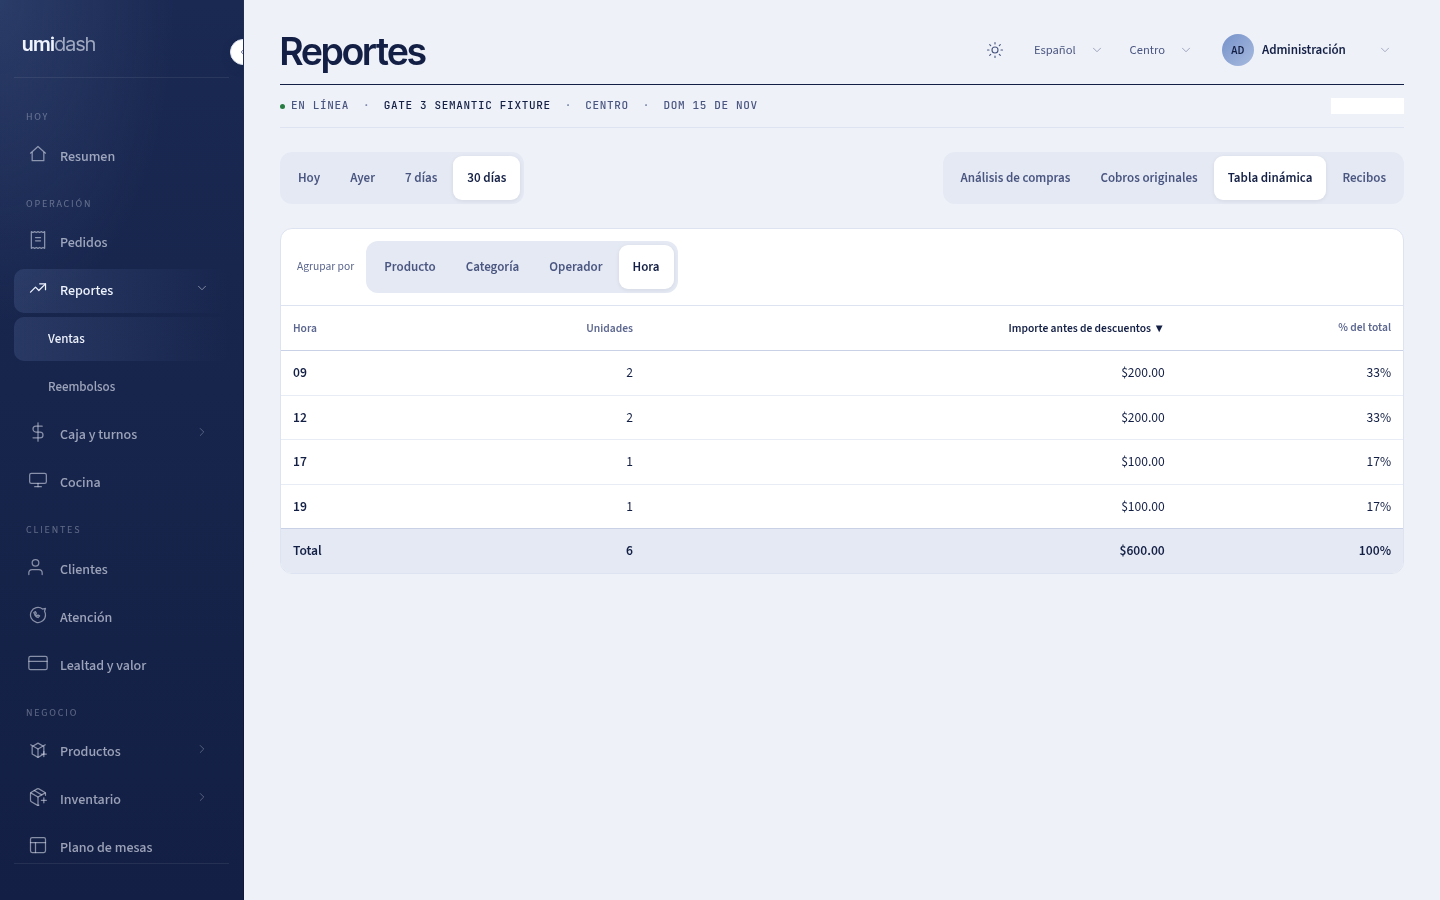 umidash
HOY
Resumen
OPERACIÓN
Pedidos
Reportes
Ventas
Reembolsos
Caja y turnos
Cocina
CLIENTES
Clientes
Atención
Lealtad y valor
NEGOCIO
Productos
Inventario
Plano de mesas
Reportes
Español
Centro
AD
Administración
EN LÍNEA · GATE 3 SEMANTIC FIXTURE · CENTRO · DOM 15 DE NOV
Hoy Ayer 7 días 30 días
Análisis de compras Cobros originales Tabla dinámica Recibos
Agrupar por Producto Categoría Operador Hora
Hora Unidades Importe antes de descuentos ▼ % del total
09 2 $200.00 33%
12 2 $200.00 33%
17 1 $100.00 17%
19 1 $100.00 17%
Total 6 $600.00 100%